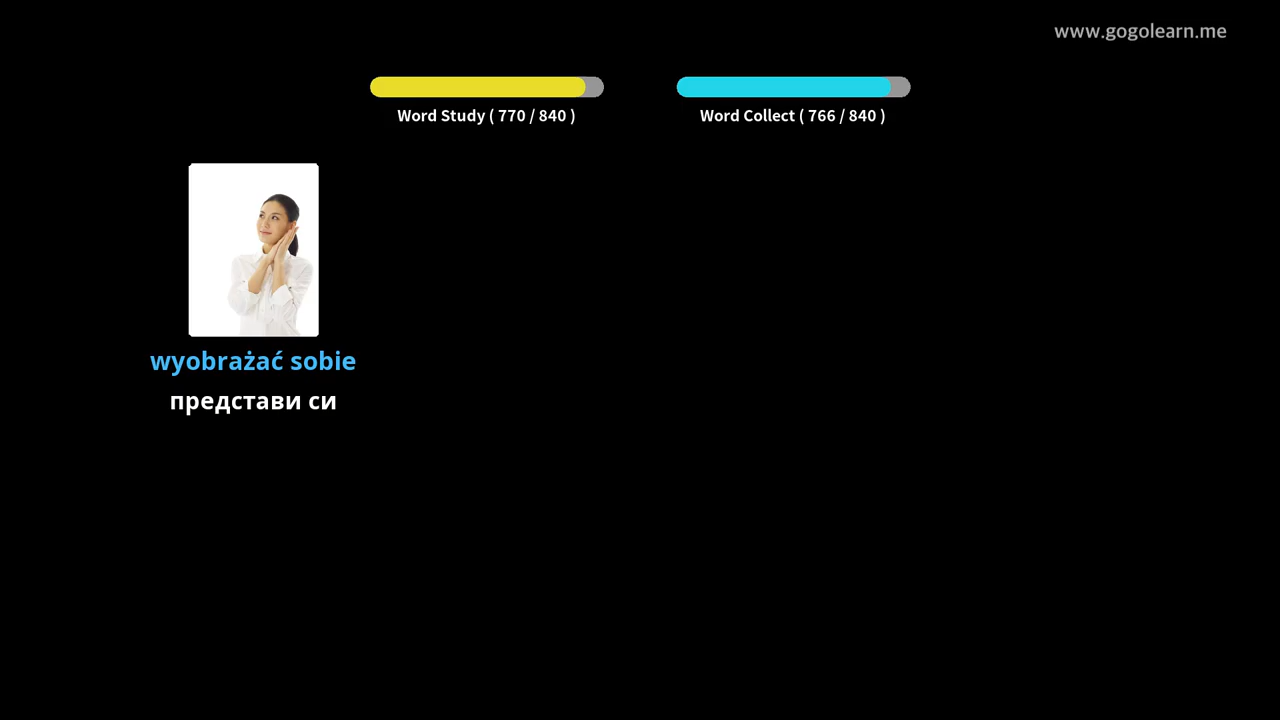 www.gogolearn.me
Word Study ( 770 / 840 )
Word Collect ( 766 / 840 )
wyobrażać sobie
представи си